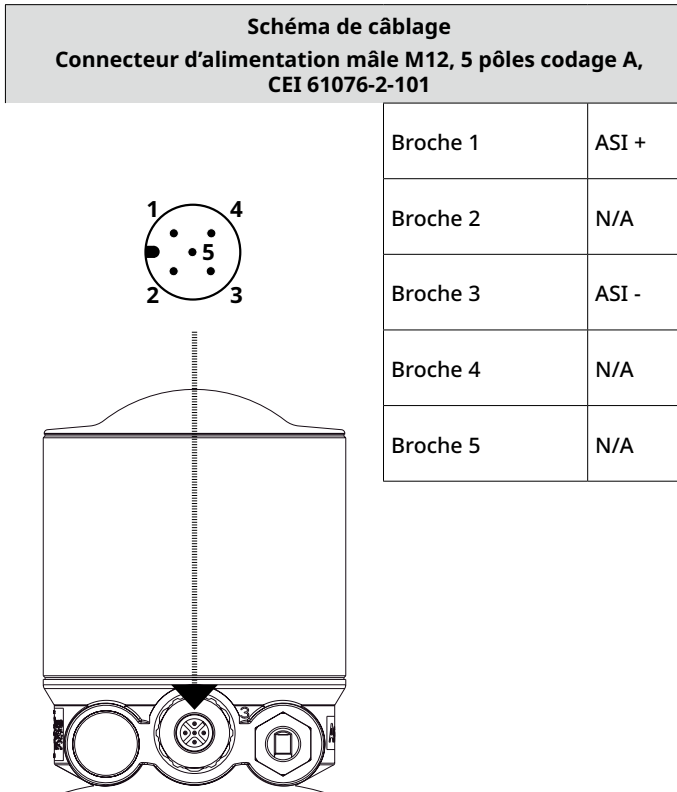 Schéma de câblage
Connecteur d’alimentation mâle M12, 5 pôles codage A,
CEI 61076-2-101
Broche 1 ASI +
1 4
Broche 2 N/A
5
2 3
Broche 3 ASI -
Broche 4 N/A
Broche 5 N/A
3